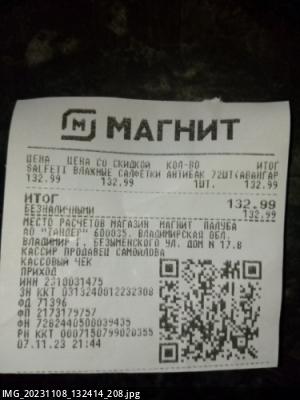 МАГНИТ
ЦЕНА ЦЕНА СО СКИДКОЙ КОЛ-ВО ИТОГ
SALFETI ВЛАЖНЫЕ САЛФЕТКИ АНТИБАК 72ШТ(АВАНГАР
132.99 132.99 1ШТ. 132.99
ИТОГ 132.99
БЕЗНАЛИЧНЫМИ 132.99
МЕСТО РАСЧЕТОВ МАГАЗИН МАГНИТ ПАЛУБА
АО "ТАНДЕР" 600035, ВЛАДИМИРСКАЯ ОБЛ,
ВЛАДИМИР Г, БЕЗЫМЕНСКОГО УЛ, ДОМ N 17.В
КАССИР ПРОДАВЕЦ САМОЙЛОВА
КАССОВЫЙ ЧЕК
ПРИХОД
ИНН 2310031475
ЗН ККТ 0313240012232308
ФД 71396
ФП 2173179757
ФН 7282440500039435
РН ККТ 0007150799020355
07.11.23 21:44
IMG_20231108_132414_208.jpg